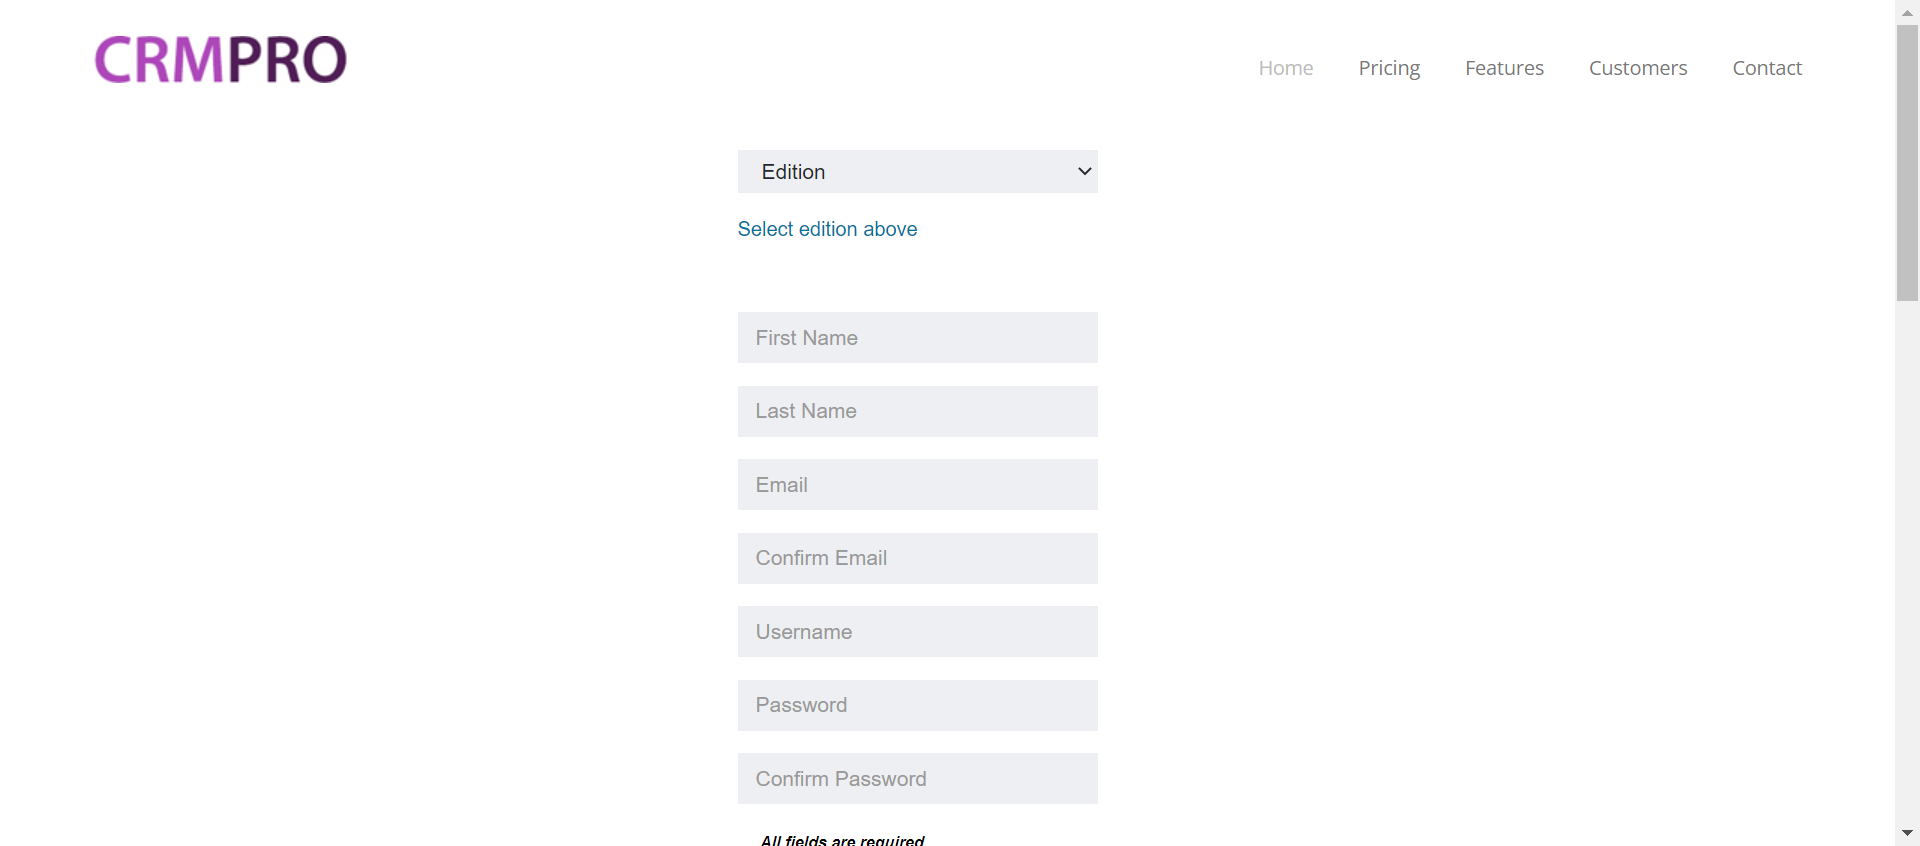 CRMPRO
Home Pricing Features Customers Contact
Edition
Select edition above
First Name
Last Name
Email
Confirm Email
Username
Password
Confirm Password
All fields are required